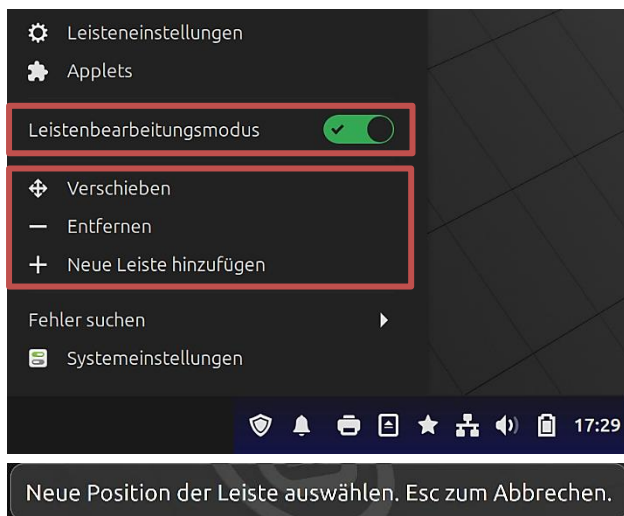 Leisteneinstellungen
Applets
Leistenbearbeitungsmodus
Verschieben
Entfernen
Neue Leiste hinzufügen
Fehler suchen
Systemeinstellungen
17:29
Neue Position der Leiste auswählen. Esc zum Abbrechen.